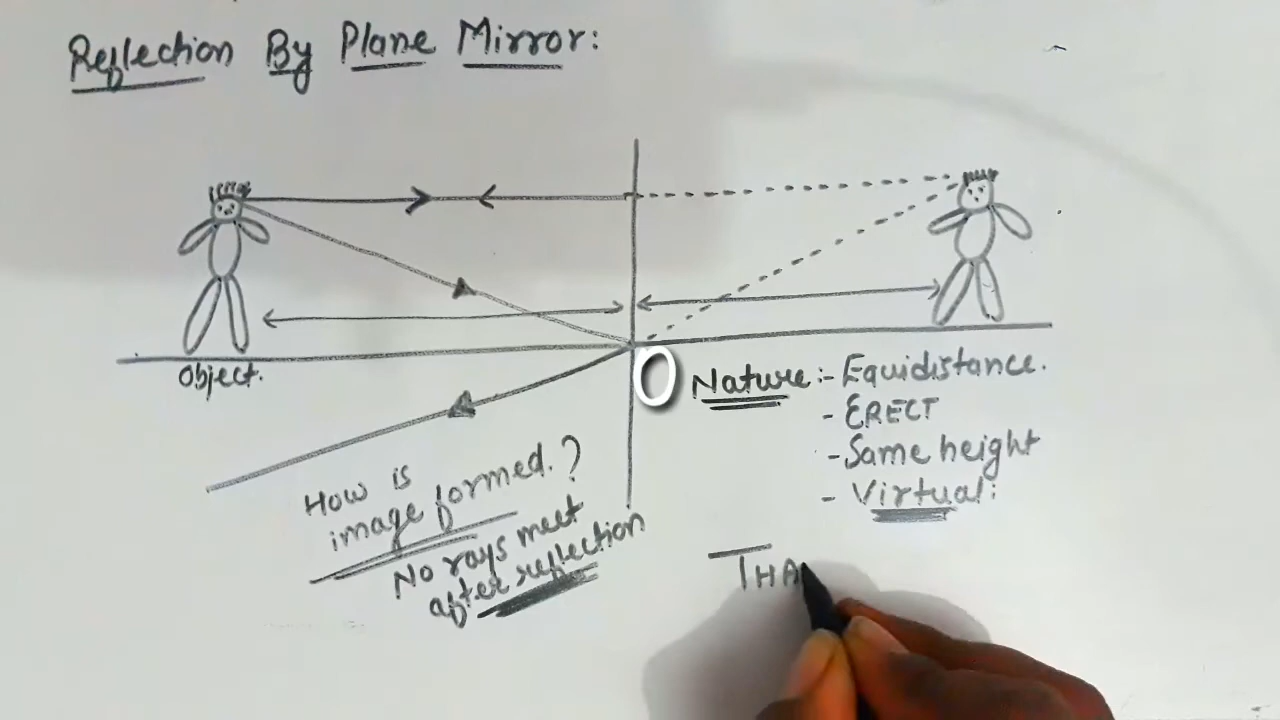 Reflection By Plane Mirror:
Object.
O
Nature:- Equidistance.
- ERECT
- Same height
- Virtual:
How is
image formed.?
No rays meet
after reflection
THA